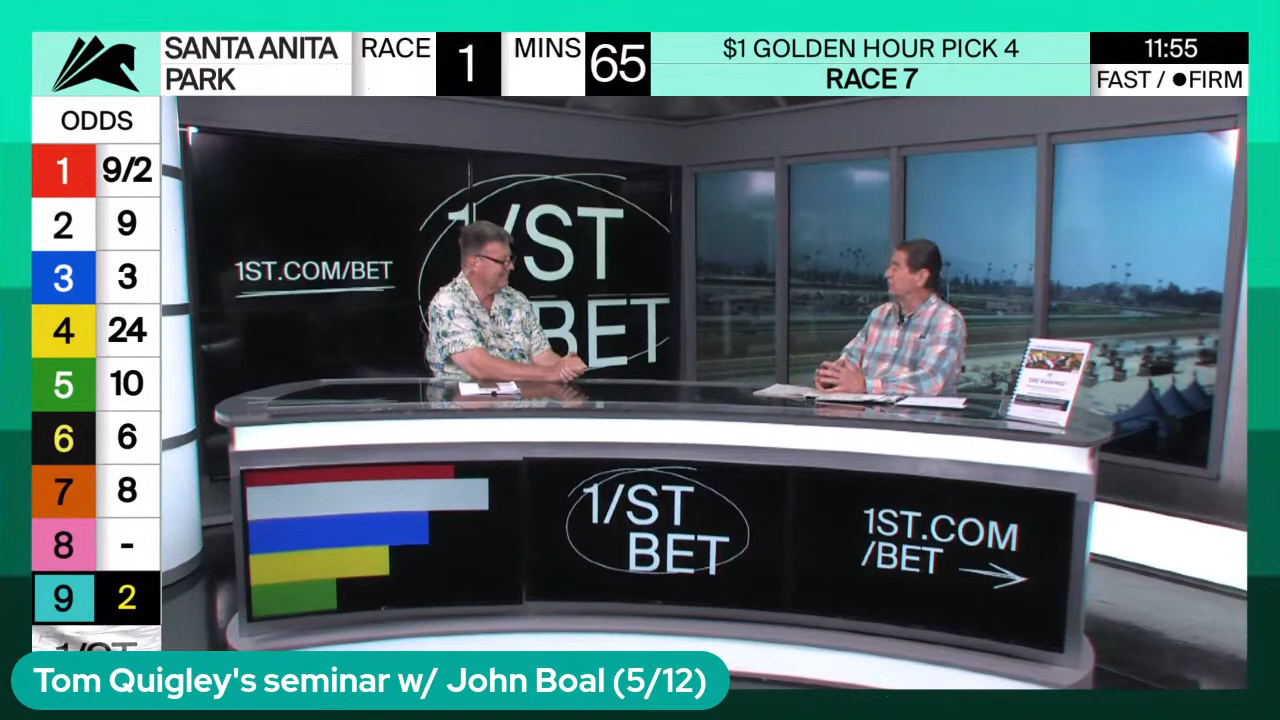 SANTA ANITA
PARK
RACE
1
MINS
65
$1 GOLDEN HOUR PICK 4
RACE 7
11:55
FAST / ●FIRM
ODDS
1 9/2
2 9
3 3
4 24
5 10
6 6
7 8
8 -
9 2
1/ST
1ST.COM/BET
1/ST
BET
1/ST
BET
1ST.COM
/BET
Tom Quigley's seminar w/ John Boal (5/12)